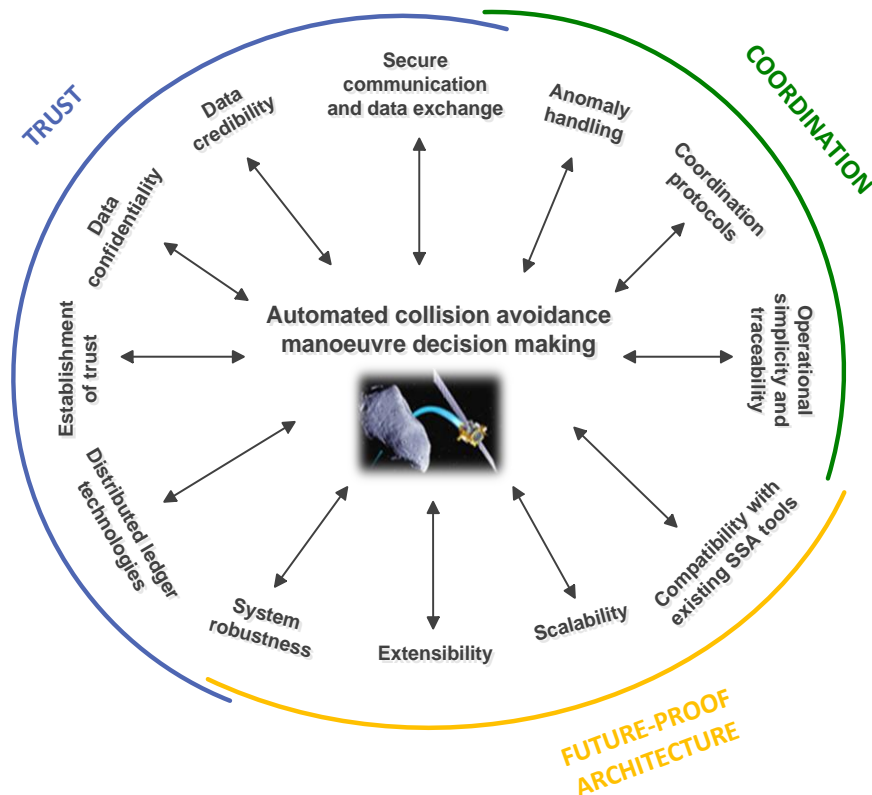 TRUST
COORDINATION
FUTURE-PROOF
ARCHITECTURE
Secure
communication
and data exchange
Anomaly
handling
Coordination
protocols
Operational
simplicity and
traceability
Compatibility with
existing SSA tools
Scalability
Extensibility
System
robustness
Distributed ledger
technologies
Establishment
of trust
Data
confidentiality
Data
credibility
Automated collision avoidance
manoeuvre decision making